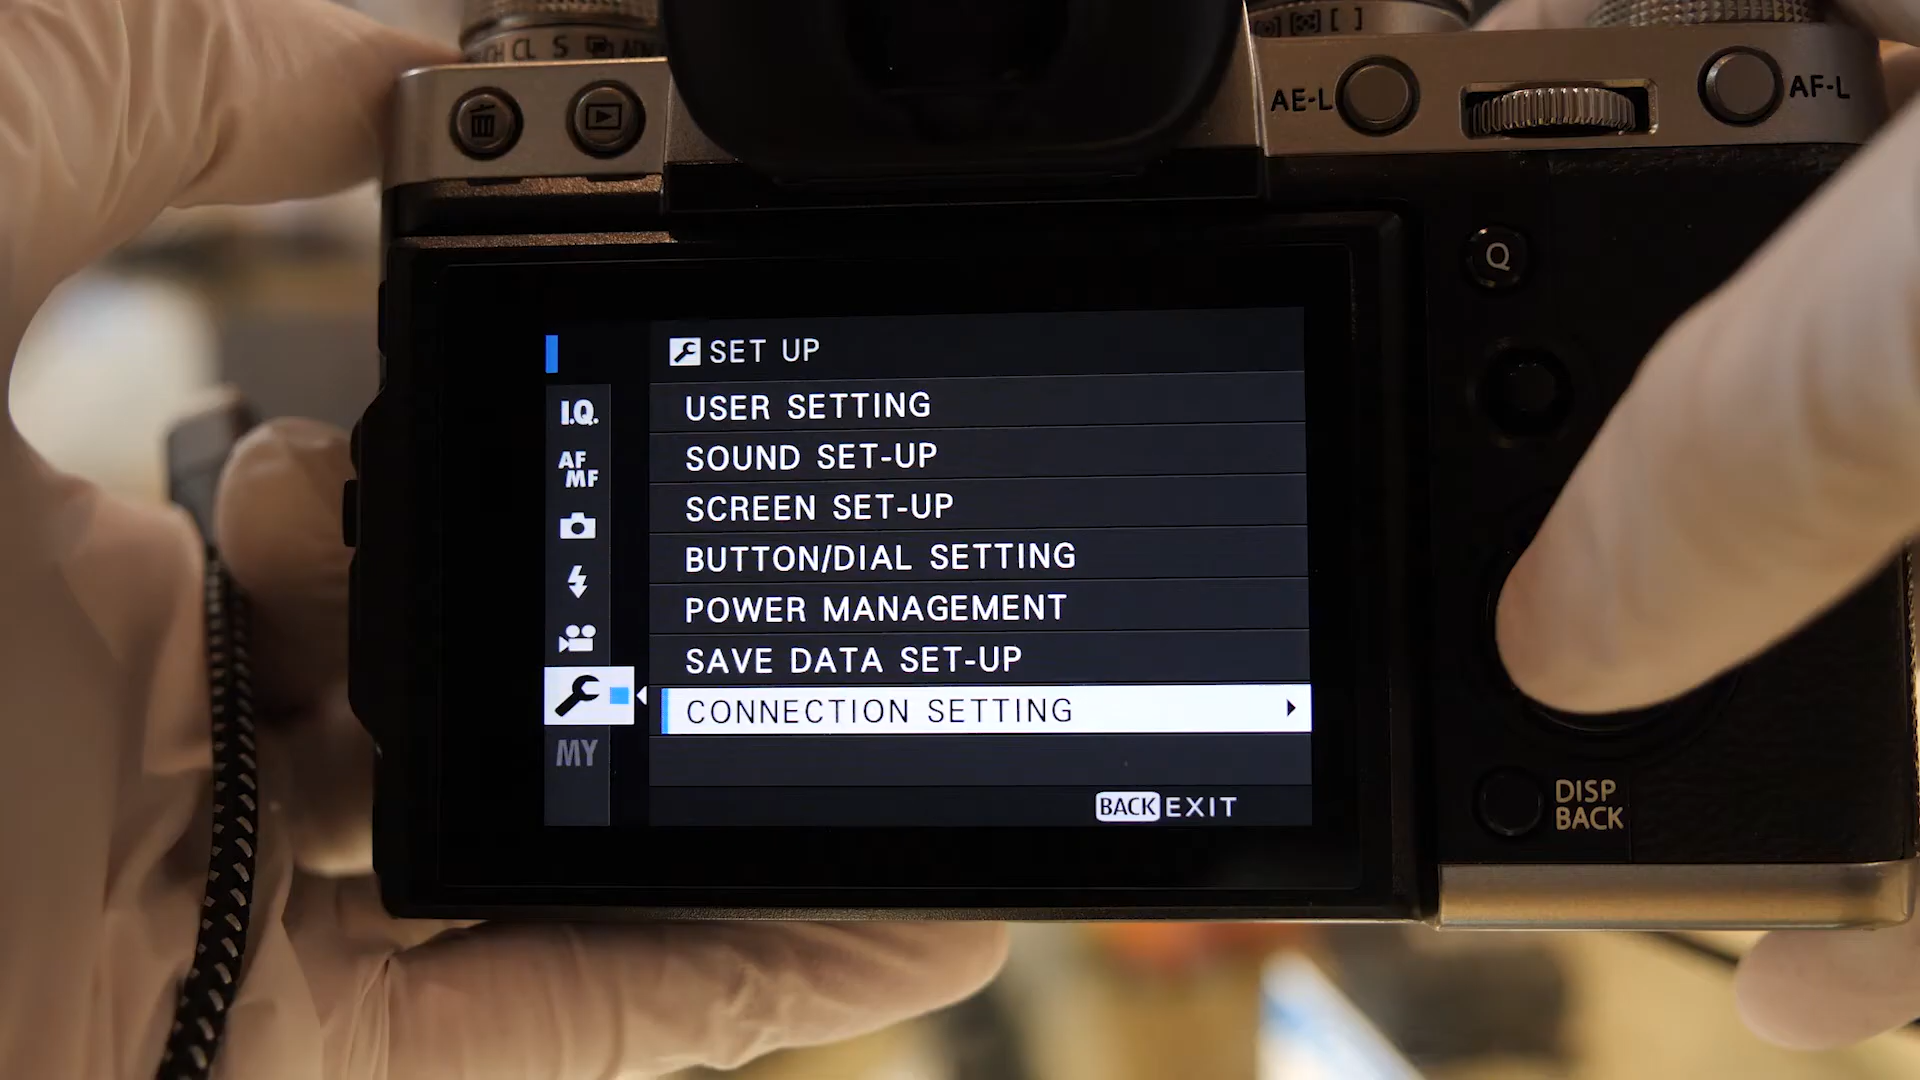 CL S
AE-L
AF-L
Q
SET UP
I.Q.
USER SETTING
AF
MF
SOUND SET-UP
SCREEN SET-UP
BUTTON/DIAL SETTING
POWER MANAGEMENT
SAVE DATA SET-UP
CONNECTION SETTING
MY
BACK EXIT
DISP
BACK